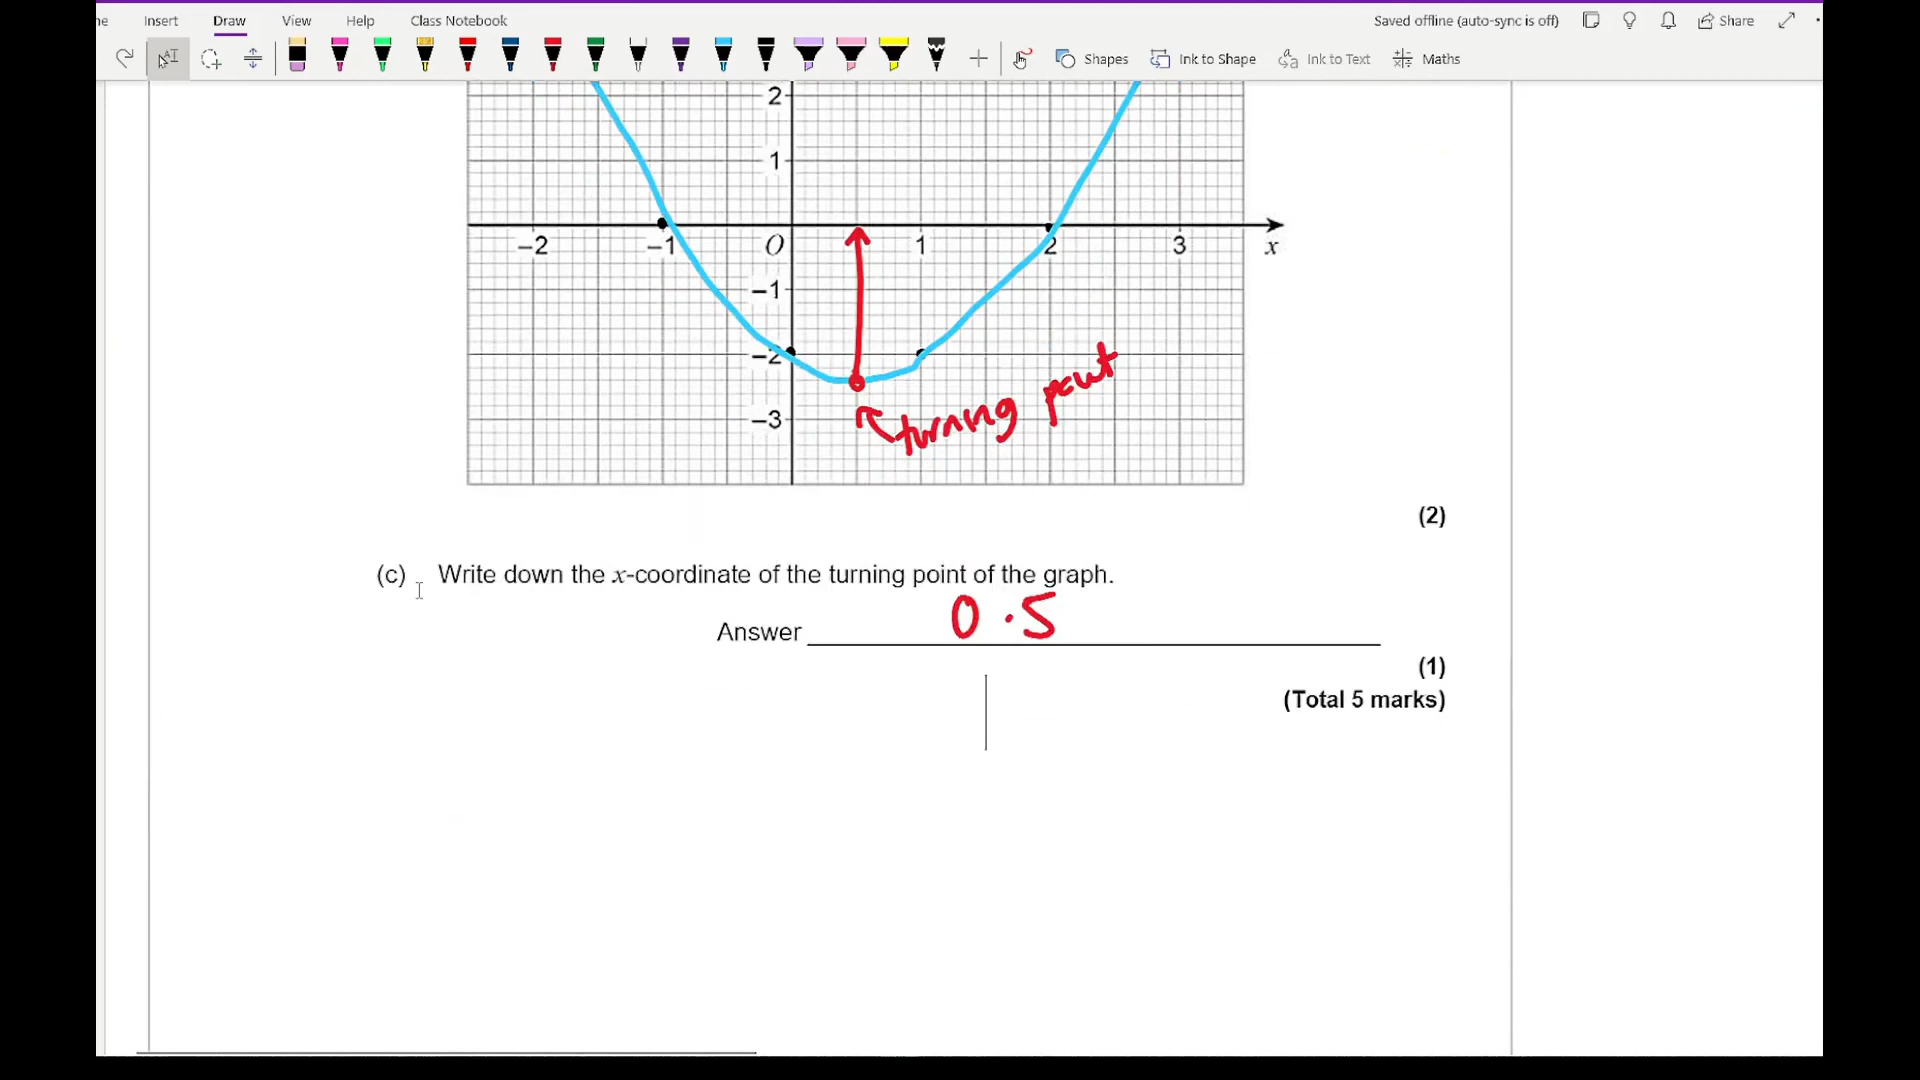 ne Insert Draw View Help Class Notebook Saved offline (auto-sync is off) Share
Shapes Ink to Shape Ink to Text Maths
2
1
−2 −1 O 1 2 3 x
−1
−2
−3
turning point
(2)
(c) Write down the x-coordinate of the turning point of the graph.
Answer 0.5
(1)
(Total 5 marks)